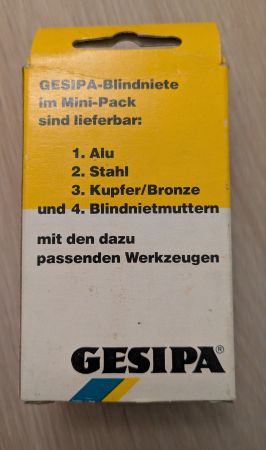 GESIPA-Blindniete
im Mini-Pack
sind lieferbar:
1. Alu
2. Stahl
3. Kupfer/Bronze
und 4. Blindnietmuttern
mit den dazu
passenden Werkzeugen
GESIPA®